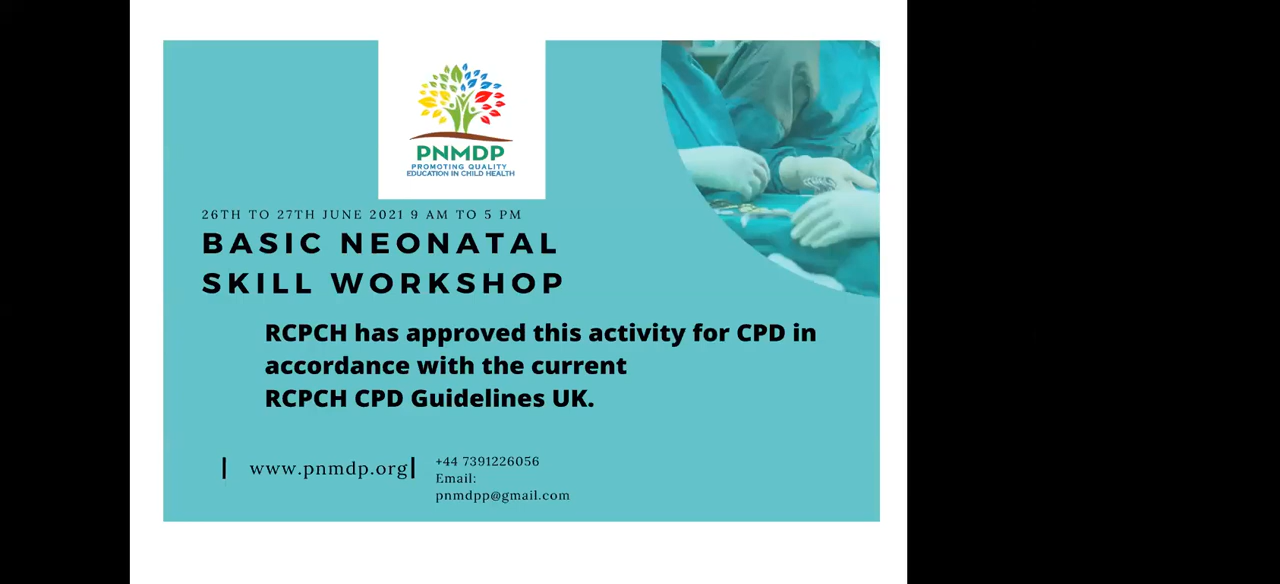 PNMDP
PROMOTING QUALITY
EDUCATION IN CHILD HEALTH
26TH TO 27TH JUNE 2021 9 AM TO 5 PM
BASIC NEONATAL
SKILL WORKSHOP
RCPCH has approved this activity for CPD in
accordance with the current
RCPCH CPD Guidelines UK.
www.pnmdp.org
+44 7391226056
Email:
pnmdpp@gmail.com